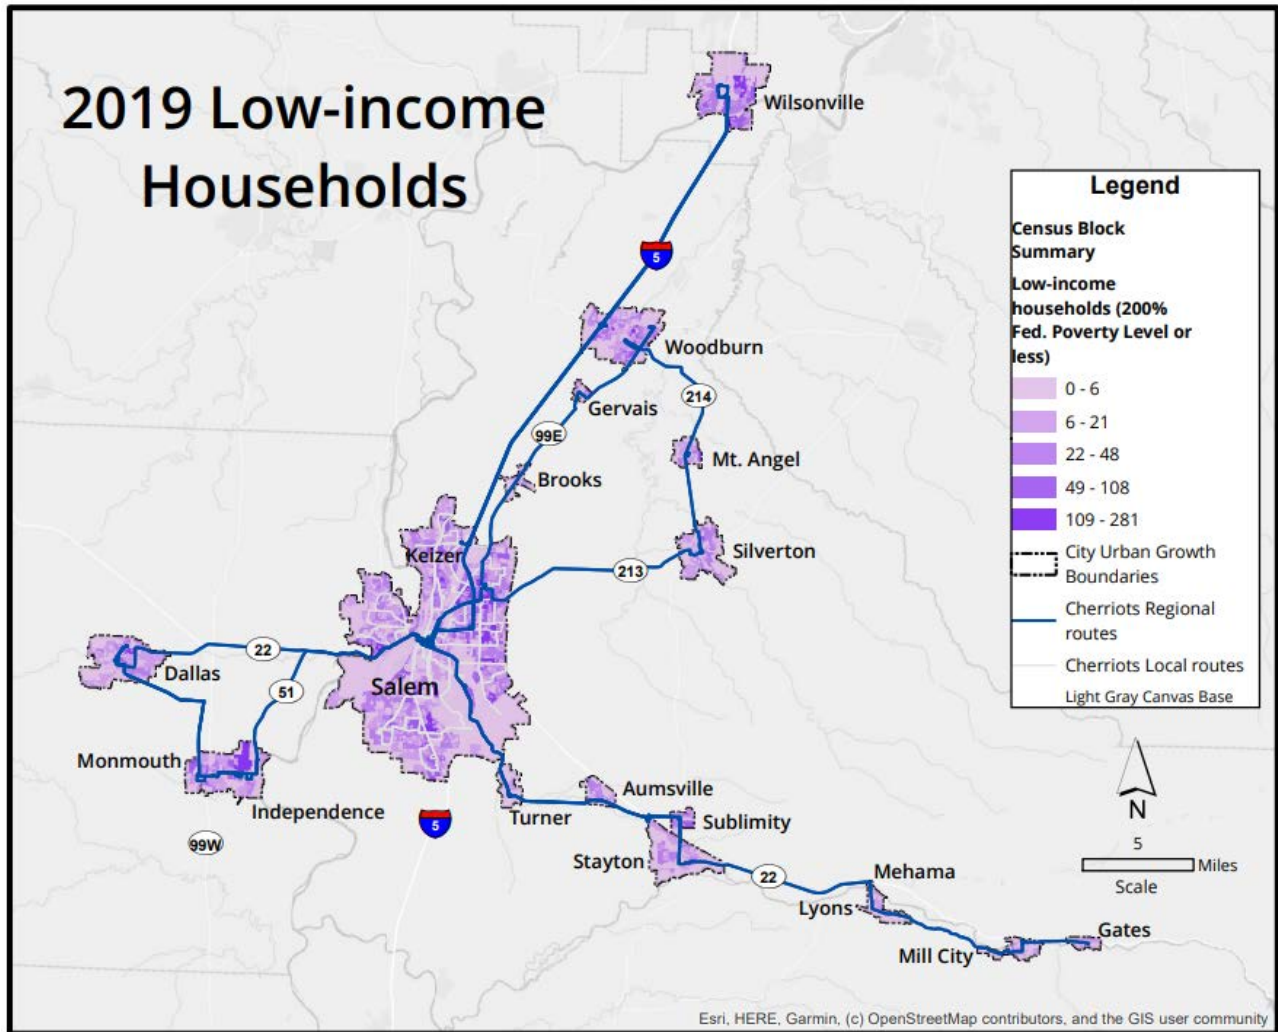 2019 Low-income
Households
Wilsonville
5
Woodburn
Gervais
214
99E
Mt. Angel
Brooks
Keizer
Silverton
213
22
Dallas
51
Salem
Monmouth
Independence
99W
5
Turner
Aumsville
Sublimity
Stayton
22
Mehama
Lyons
Mill City
Gates
Legend
Census Block
Summary
Low-income
households (200%
Fed. Poverty Level or
less)
0 - 6
6 - 21
22 - 48
49 - 108
109 - 281
City Urban Growth
Boundaries
Cherriots Regional
routes
Cherriots Local routes
Light Gray Canvas Base
N
5
Miles
Scale
Esri, HERE, Garmin, (c) OpenStreetMap contributors, and the GIS user community